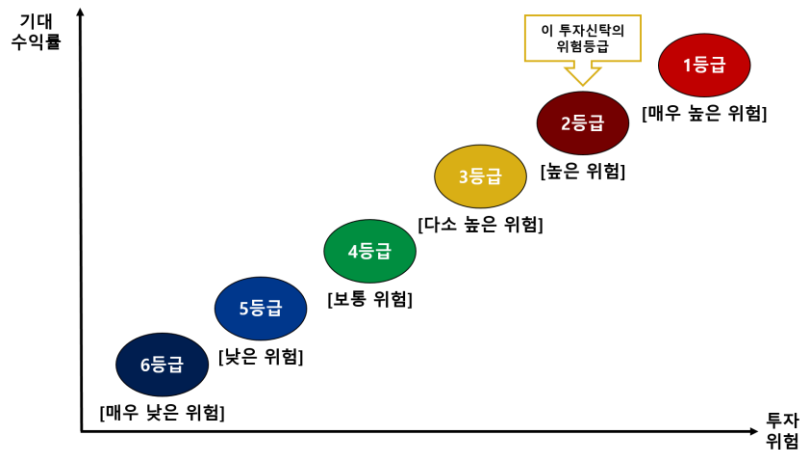 기대
수익률
이 투자신탁의
위험등급
1등급
[매우 높은 위험]
2등급
[높은 위험]
3등급
[다소 높은 위험]
4등급
[보통 위험]
5등급
[낮은 위험]
6등급
[매우 낮은 위험]
투자
위험